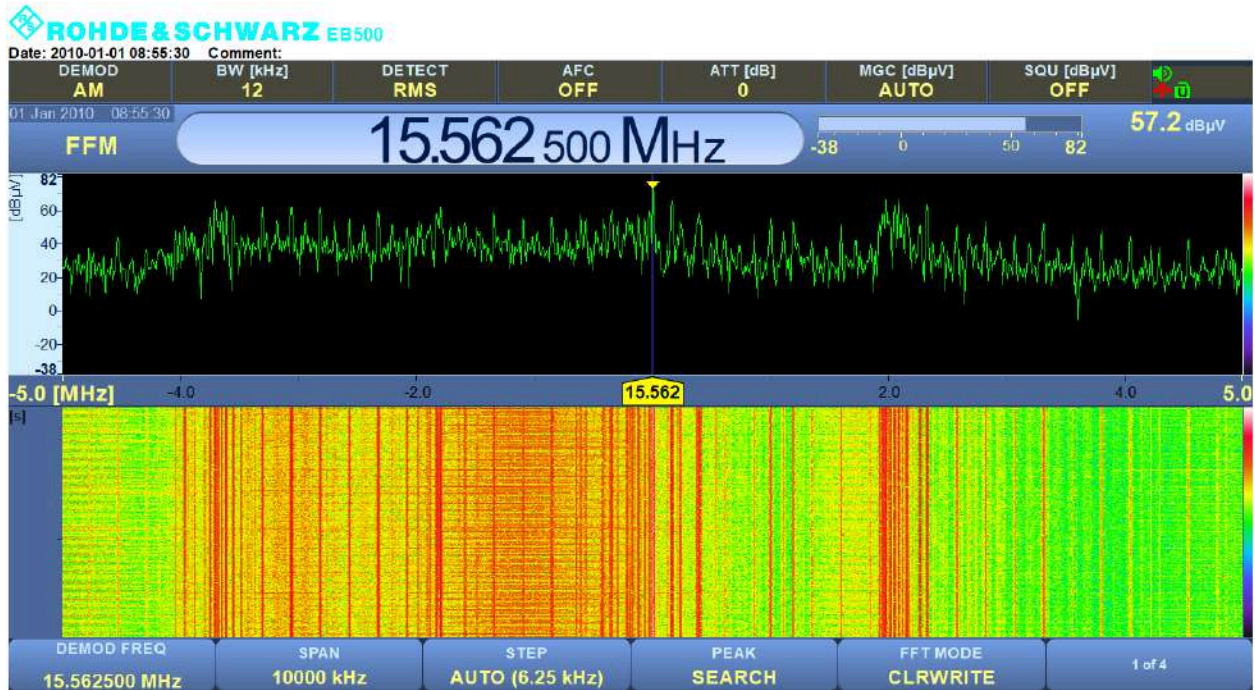 ROHDE & SCHWARZ EB500
Date: 2010-01-01 08:55:30 Comment:
DEMOD BW [kHz] DETECT AFC ATT [dB] MGC [dBµV] SQU [dBµV]
AM 12 RMS OFF 0 AUTO OFF
01 Jan 2010 08:55:30
FFM 15.562 500 MHz 57.2 dBµV
-38 0 50 82
[dBµV]
82
60
40
20
0
-20
-38
-5.0 [MHz] -4.0 -2.0 15.562 2.0 4.0 5.0
[s]
DEMOD FREQ SPAN STEP PEAK FFT MODE 1 of 4
15.562500 MHz 10000 kHz AUTO (6.25 kHz) SEARCH CLRWRITE